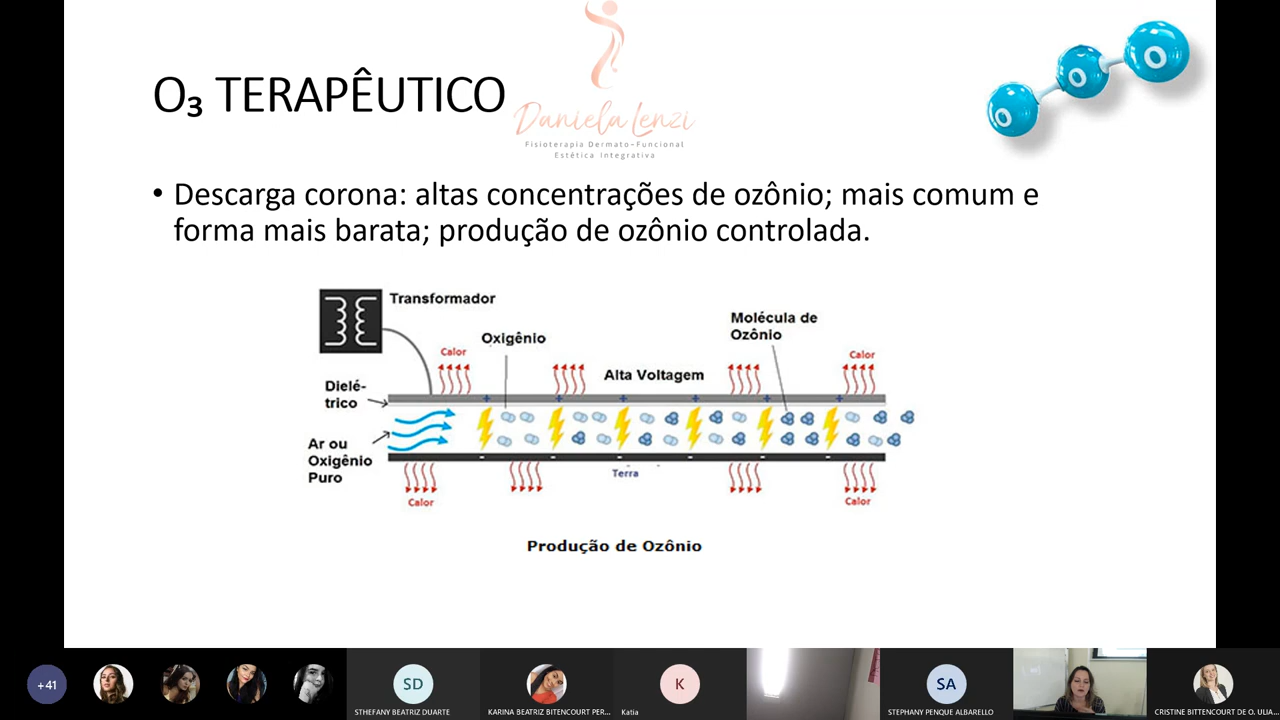 O₃ TERAPÊUTICO
Daniela Lenzi
Fisioterapia Dermato-Funcional
Estética Integrativa
O O O
• Descarga corona: altas concentrações de ozônio; mais comum e
forma mais barata; produção de ozônio controlada.
Transformador
Oxigênio
Molécula de
Ozônio
Calor
Calor
Alta Voltagem
Dielé-
trico
+ + + + + +
Ar ou
Oxigênio
Puro
- - - - - -
Terra
Calor
Calor
Produção de Ozônio
+41
SD
K
SA
STHEFANY BEATRIZ DUARTE
KARINA BEATRIZ BITENCOURT PER...
Katia
STEPHANY PENQUE ALBARELLO
CRISTINE BITTENCOURT DE O. ULIA...